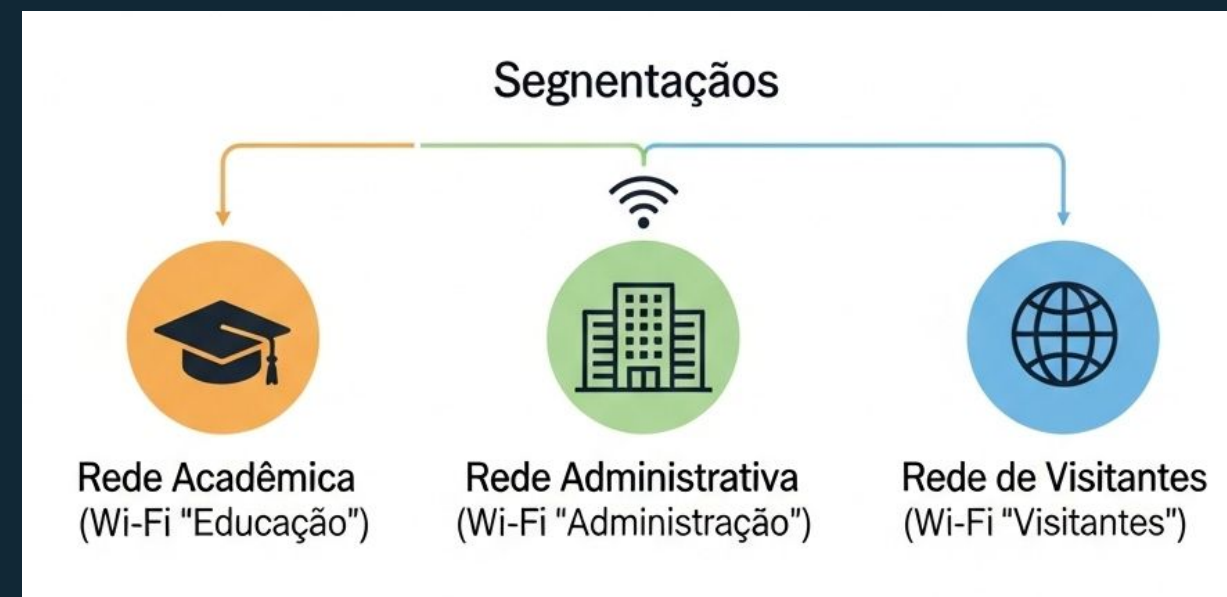 Segnentaçãos
Rede Acadêmica
(Wi-Fi "Educação")
Rede Administrativa
(Wi-Fi "Administração")
Rede de Visitantes
(Wi-Fi "Visitantes")